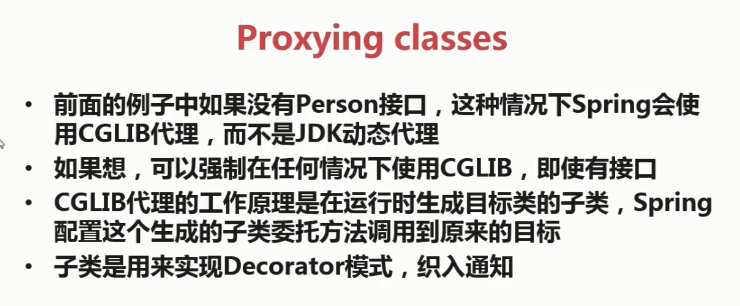 Proxying classes
• 前面的例子中如果没有Person接口，这种情况下Spring会使
用CGLIB代理，而不是JDK动态代理
• 如果想，可以强制在任何情况下使用CGLIB，即使有接口
• CGLIB代理的工作原理是在运行时生成目标类的子类，Spring
配置这个生成的子类委托方法调用到原来的目标
• 子类是用来实现Decorator模式，织入通知